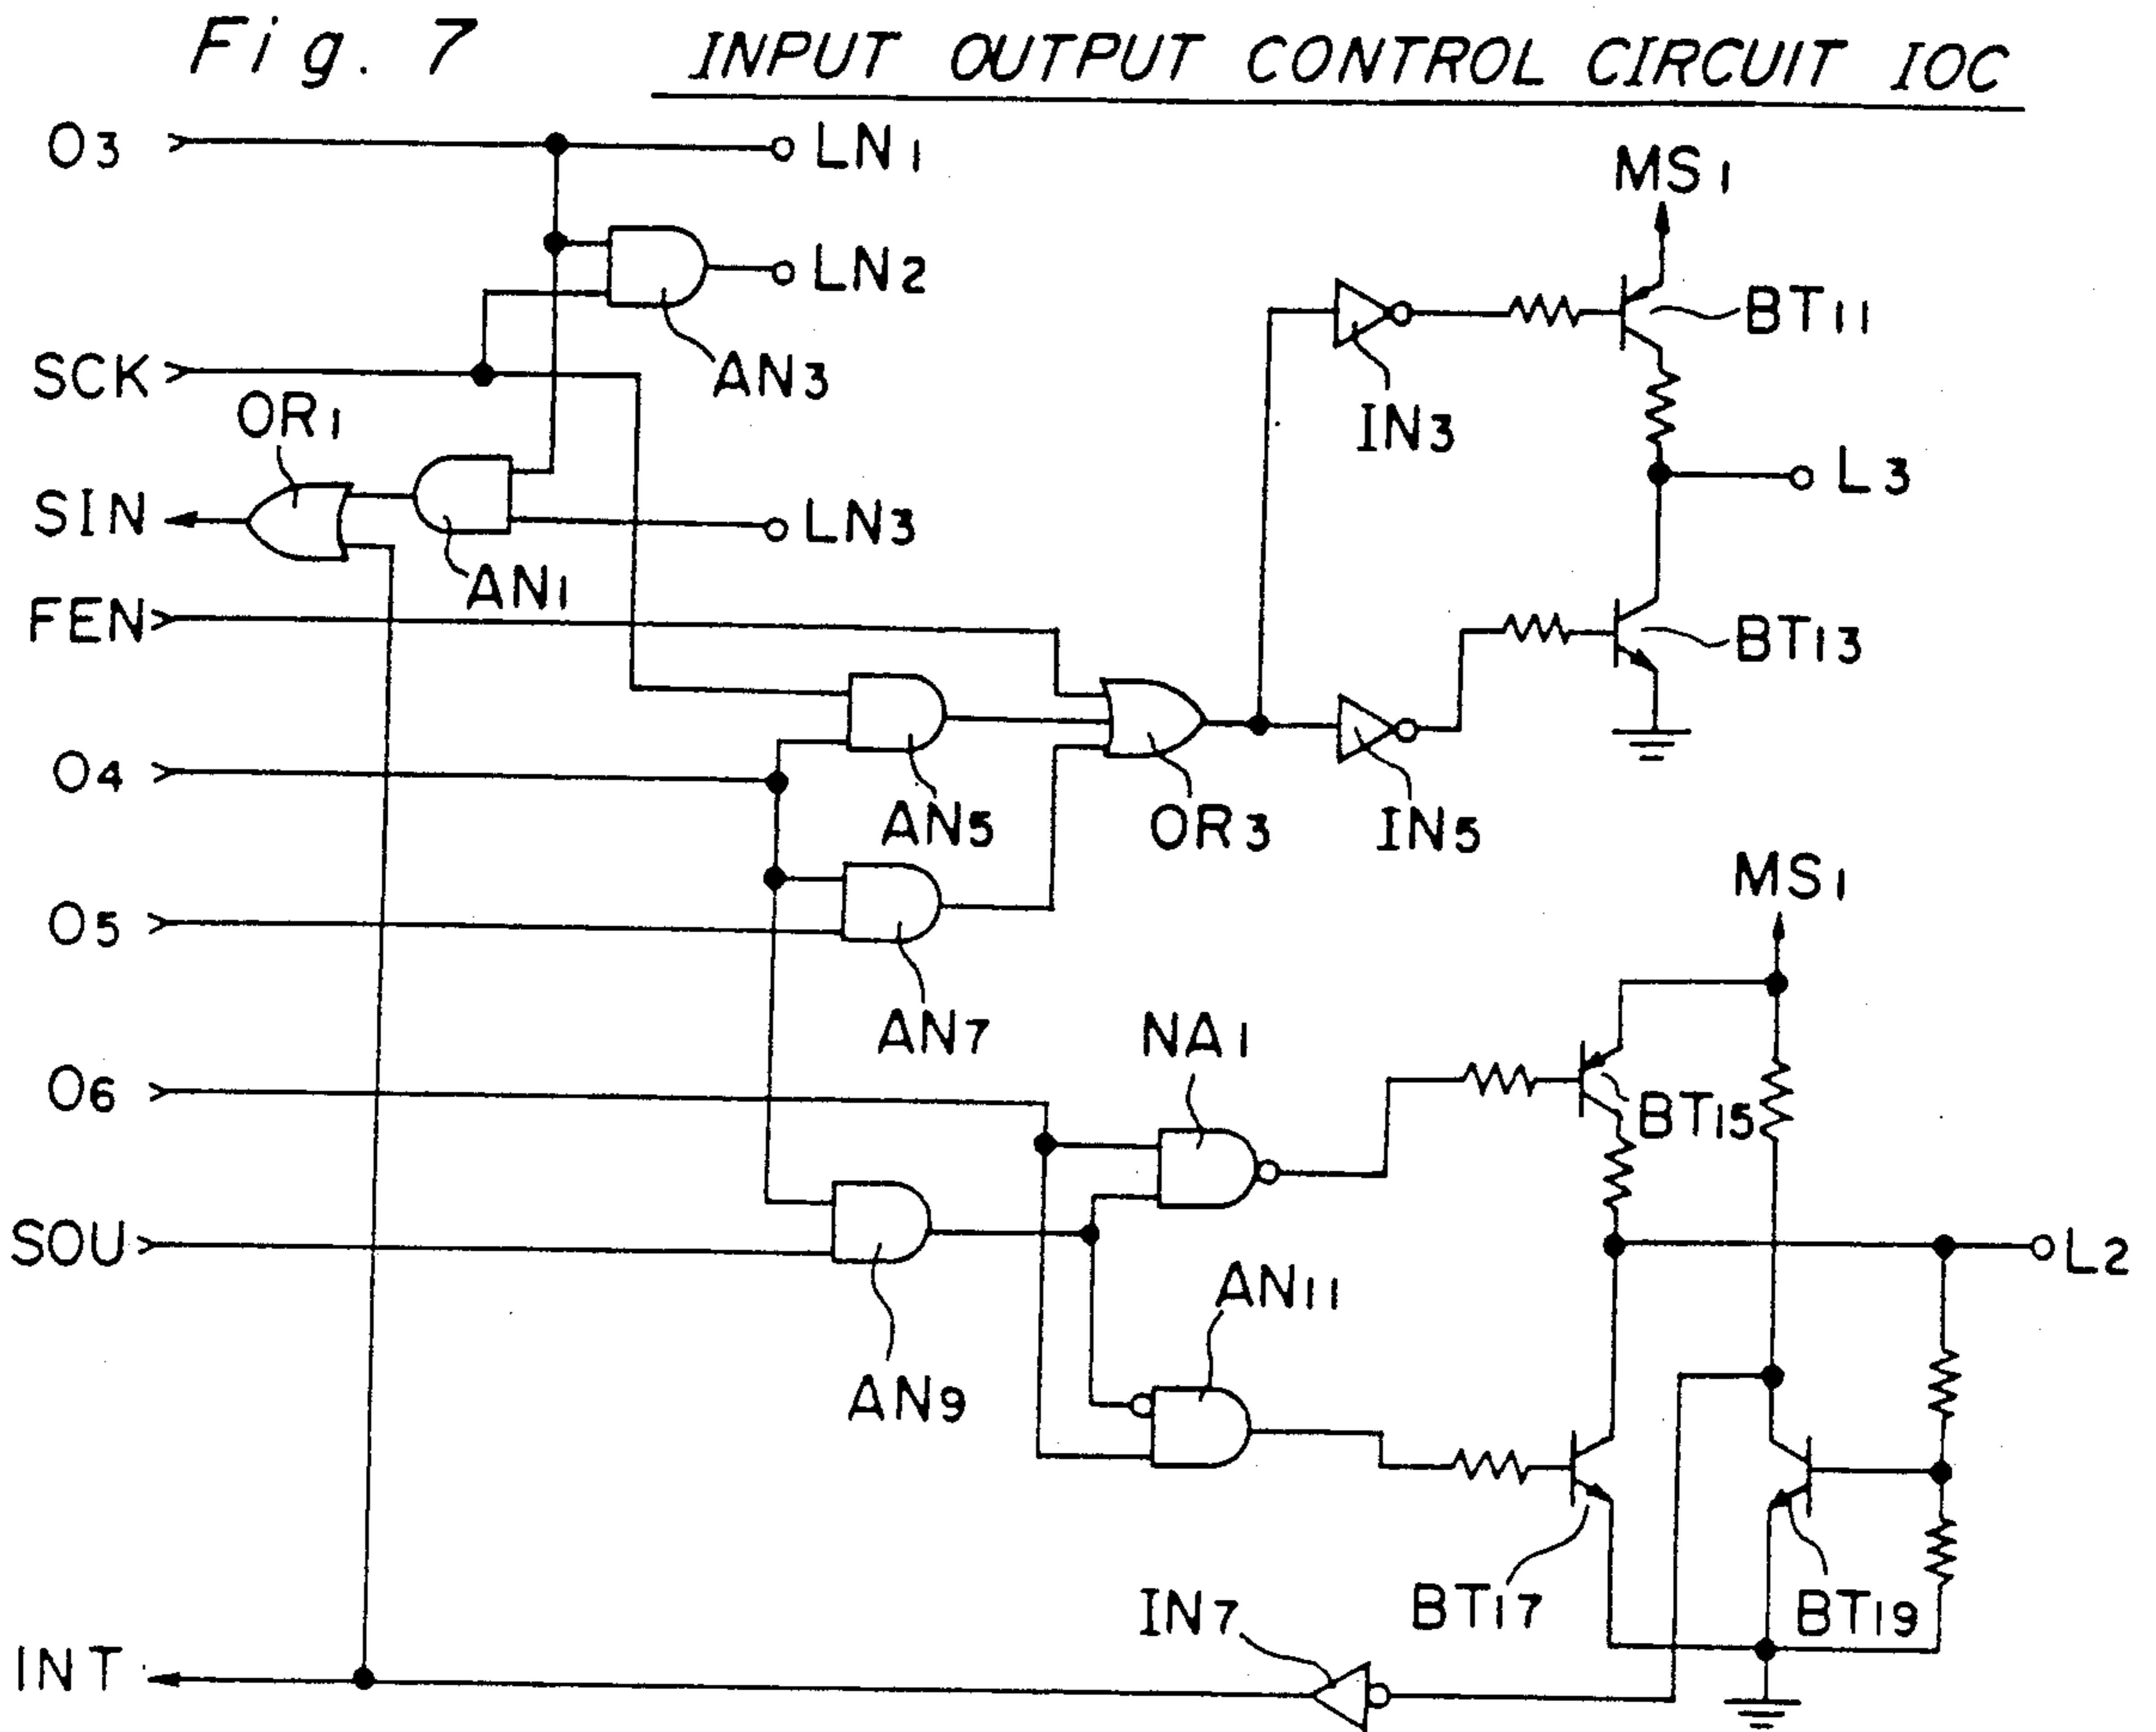 Fig. 7 INPUT OUTPUT CONTROL CIRCUIT IOC
O3
LN1
MS1
LN2
BT11
SCK
AN3
OR1
IN3
L3
SIN
LN3
AN1
FEN
BT13
O4
AN5
OR3
IN5
MS1
O5
AN7
NA1
O6
BT15
SOU
L2
AN11
AN9
IN7
BT17
BT19
INT